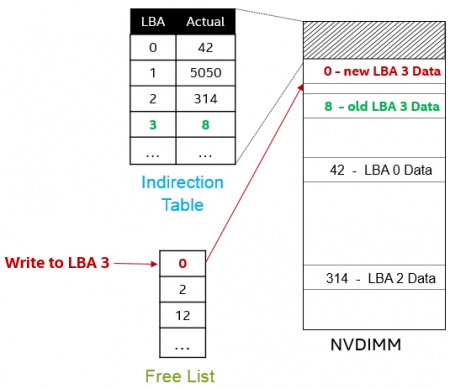 LBA Actual
0 42
1 5050
2 314
3 8
... ...
Indirection
Table
0 - new LBA 3 Data
8 - old LBA 3 Data
42 - LBA 0 Data
314 - LBA 2 Data
NVDIMM
Write to LBA 3
0
2
12
...
Free List